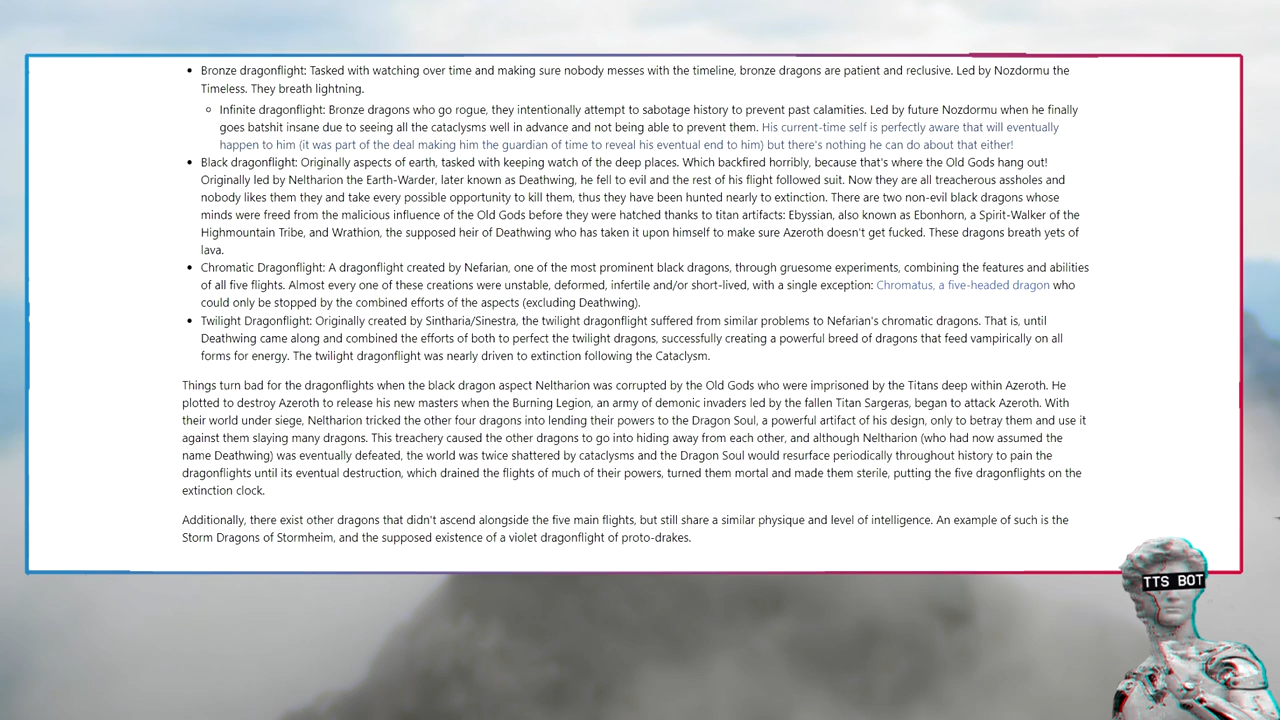 Bronze dragonflight: Tasked with watching over time and making sure nobody messes with the timeline, bronze dragons are patient and reclusive. Led by Nozdormu the
Timeless. They breath lightning.
Infinite dragonflight: Bronze dragons who go rogue, they intentionally attempt to sabotage history to prevent past calamities. Led by future Nozdormu when he finally
goes batshit insane due to seeing all the cataclysms well in advance and not being able to prevent them. His current-time self is perfectly aware that will eventually
happen to him (it was part of the deal making him the guardian of time to reveal his eventual end to him) but there's nothing he can do about that either!
Black dragonflight: Originally aspects of earth, tasked with keeping watch of the deep places. Which backfired horribly, because that's where the Old Gods hang out!
Originally led by Neltharion the Earth-Warder, later known as Deathwing, he fell to evil and the rest of his flight followed suit. Now they are all treacherous assholes and
nobody likes them they and take every possible opportunity to kill them, thus they have been hunted nearly to extinction. There are two non-evil black dragons whose
minds were freed from the malicious influence of the Old Gods before they were hatched thanks to titan artifacts: Ebyssian, also known as Ebonhorn, a Spirit-Walker of the
Highmountain Tribe, and Wrathion, the supposed heir of Deathwing who has taken it upon himself to make sure Azeroth doesn't get fucked. These dragons breath yets of
lava.
Chromatic Dragonflight: A dragonflight created by Nefarian, one of the most prominent black dragons, through gruesome experiments, combining the features and abilities
of all five flights. Almost every one of these creations were unstable, deformed, infertile and/or short-lived, with a single exception: Chromatus, a five-headed dragon who
could only be stopped by the combined efforts of the aspects (excluding Deathwing).
Twilight Dragonflight: Originally created by Sintharia/Sinestra, the twilight dragonflight suffered from similar problems to Nefarian's chromatic dragons. That is, until
Deathwing came along and combined the efforts of both to perfect the twilight dragons, successfully creating a powerful breed of dragons that feed vampirically on all
forms for energy. The twilight dragonflight was nearly driven to extinction following the Cataclysm.
Things turn bad for the dragonflights when the black dragon aspect Neltharion was corrupted by the Old Gods who were imprisoned by the Titans deep within Azeroth. He
plotted to destroy Azeroth to release his new masters when the Burning Legion, an army of demonic invaders led by the fallen Titan Sargeras, began to attack Azeroth. With
their world under siege, Neltharion tricked the other four dragons into lending their powers to the Dragon Soul, a powerful artifact of his design, only to betray them and use it
against them slaying many dragons. This treachery caused the other dragons to go into hiding away from each other, and although Neltharion (who had now assumed the
name Deathwing) was eventually defeated, the world was twice shattered by cataclysms and the Dragon Soul would resurface periodically throughout history to pain the
dragonflights until its eventual destruction, which drained the flights of much of their powers, turned them mortal and made them sterile, putting the five dragonflights on the
extinction clock.
Additionally, there exist other dragons that didn't ascend alongside the five main flights, but still share a similar physique and level of intelligence. An example of such is the
Storm Dragons of Stormheim, and the supposed existence of a violet dragonflight of proto-drakes.
TTS BOT